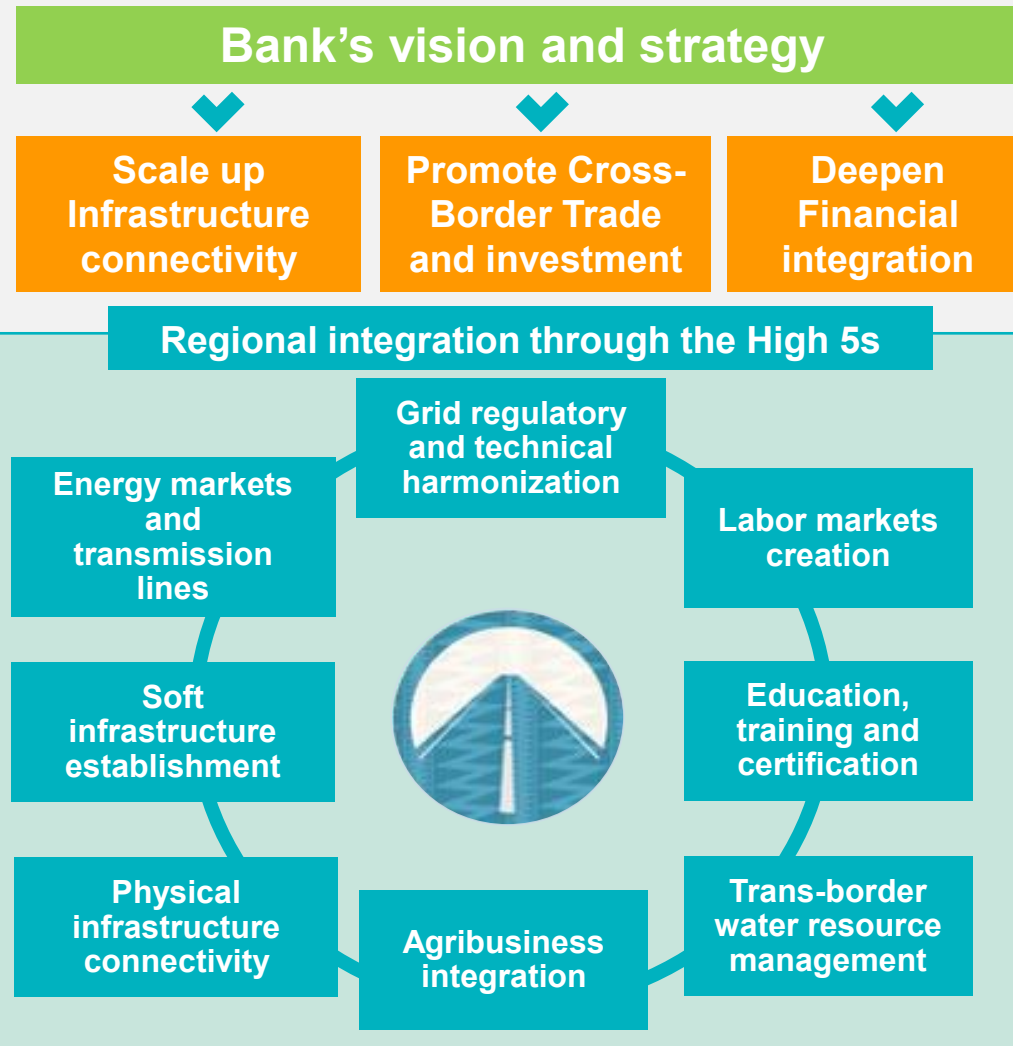 Bank's vision and strategy
Scale up
Infrastructure
connectivity
Promote Cross-
Border Trade
and investment
Deepen
Financial
integration
Regional integration through the High 5s
Grid regulatory
and technical
harmonization
Energy markets
and
transmission
lines
Labor markets
creation
Soft
infrastructure
establishment
Education,
training and
certification
Physical
infrastructure
connectivity
Agribusiness
integration
Trans-border
water resource
management